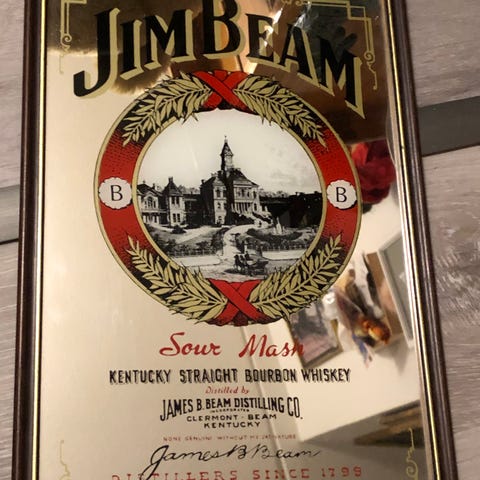 JIM BEAM
B B
Sour Mash
KENTUCKY STRAIGHT BOURBON WHISKEY
Distilled by
JAMES B. BEAM DISTILLING CO.
INCORPORATED
CLERMONT - BEAM
KENTUCKY
NONE GENUINE WITHOUT MY SIGNATURE
James B Beam
DISTILLERS SINCE 1795